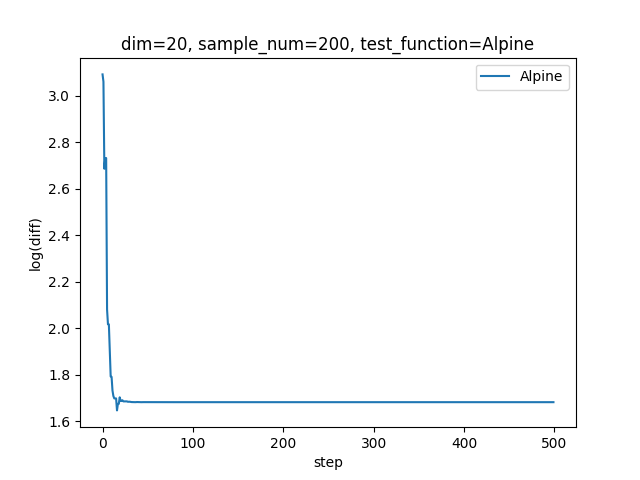 dim=20, sample_num=200, test_function=Alpine
Alpine
3.0
2.8
2.6
2.4
2.2
2.0
1.8
1.6
log(diff)
0 100 200 300 400 500
step